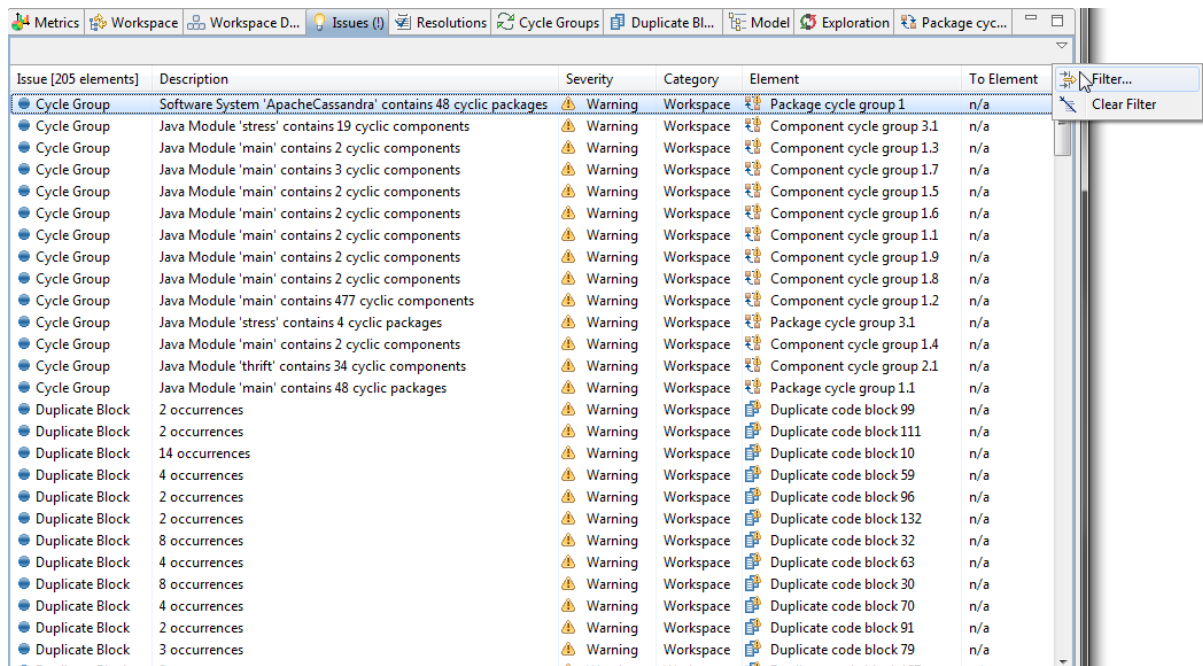 Metrics Workspace Workspace D... Issues (!) Resolutions Cycle Groups Duplicate Bl... Model Exploration Package cyc...
Issue [205 elements] Description Severity Category Element To Element
Filter...
Clear Filter
Cycle Group Software System 'ApacheCassandra' contains 48 cyclic packages Warning Workspace Package cycle group 1 n/a
Cycle Group Java Module 'stress' contains 19 cyclic components Warning Workspace Component cycle group 3.1 n/a
Cycle Group Java Module 'main' contains 2 cyclic components Warning Workspace Component cycle group 1.3 n/a
Cycle Group Java Module 'main' contains 3 cyclic components Warning Workspace Component cycle group 1.7 n/a
Cycle Group Java Module 'main' contains 2 cyclic components Warning Workspace Component cycle group 1.5 n/a
Cycle Group Java Module 'main' contains 2 cyclic components Warning Workspace Component cycle group 1.6 n/a
Cycle Group Java Module 'main' contains 2 cyclic components Warning Workspace Component cycle group 1.1 n/a
Cycle Group Java Module 'main' contains 2 cyclic components Warning Workspace Component cycle group 1.9 n/a
Cycle Group Java Module 'main' contains 2 cyclic components Warning Workspace Component cycle group 1.8 n/a
Cycle Group Java Module 'main' contains 477 cyclic components Warning Workspace Component cycle group 1.2 n/a
Cycle Group Java Module 'stress' contains 4 cyclic packages Warning Workspace Package cycle group 3.1 n/a
Cycle Group Java Module 'main' contains 2 cyclic components Warning Workspace Component cycle group 1.4 n/a
Cycle Group Java Module 'thrift' contains 34 cyclic components Warning Workspace Component cycle group 2.1 n/a
Cycle Group Java Module 'main' contains 48 cyclic packages Warning Workspace Package cycle group 1.1 n/a
Duplicate Block 2 occurrences Warning Workspace Duplicate code block 99 n/a
Duplicate Block 2 occurrences Warning Workspace Duplicate code block 111 n/a
Duplicate Block 14 occurrences Warning Workspace Duplicate code block 10 n/a
Duplicate Block 4 occurrences Warning Workspace Duplicate code block 59 n/a
Duplicate Block 2 occurrences Warning Workspace Duplicate code block 96 n/a
Duplicate Block 2 occurrences Warning Workspace Duplicate code block 132 n/a
Duplicate Block 8 occurrences Warning Workspace Duplicate code block 32 n/a
Duplicate Block 4 occurrences Warning Workspace Duplicate code block 63 n/a
Duplicate Block 8 occurrences Warning Workspace Duplicate code block 30 n/a
Duplicate Block 4 occurrences Warning Workspace Duplicate code block 70 n/a
Duplicate Block 2 occurrences Warning Workspace Duplicate code block 91 n/a
Duplicate Block 3 occurrences Warning Workspace Duplicate code block 79 n/a